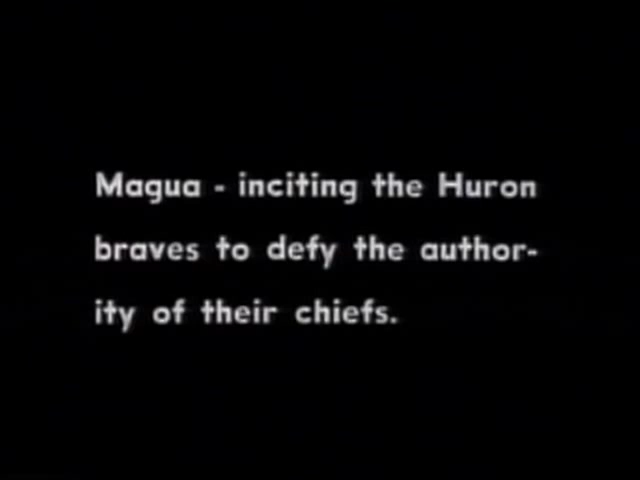 Magua - inciting the Huron
braves to defy the author-
ity of their chiefs.